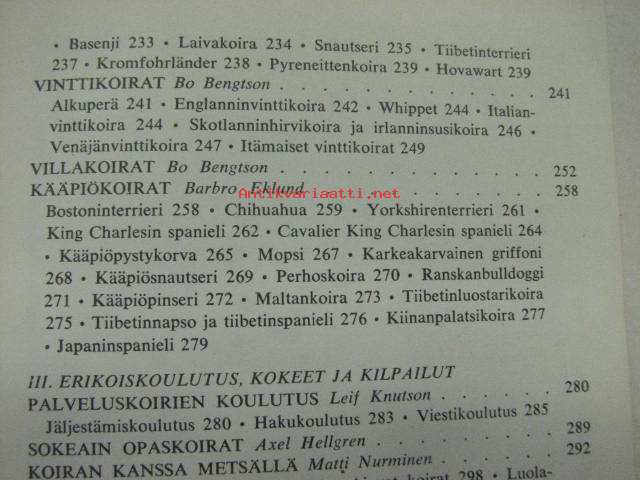 • Basenji 233 • Laivakoira 234 • Snautseri 235 • Tiibetinterrieri
237 • Kromfohrländer 238 • Pyreneittenkoira 239 • Hovawart 239
VINTTIKOIRAT Bo Bengtson . . . . . . . . . . . . . 241
Alkuperä 241 • Englanninvinttikoira 242 • Whippet 244 • Italian-
vinttikoira 244 • Skotlanninhirvikoira ja irlanninsusikoira 246 •
Venäjänvinttikoira 247 • Itämaiset vinttikoirat 249
VILLAKOIRAT Bo Bengtson . . . . . . . . . . . . . 252
KÄÄPIÖKOIRAT Barbro Eklund . . . . . . . . . . . 258
Antikvariaatti.net
Bostoninterrieri 258 • Chihuahua 259 • Yorkshirenterrieri 261 •
King Charlesin spanieli 262 • Cavalier King Charlesin spanieli 264
• Kääpiöpystykorva 265 • Mopsi 267 • Karkeakarvainen griffoni
268 • Kääpiösnautseri 269 • Perhoskoira 270 • Ranskanbulldoggi
271 • Kääpiöpinseri 272 • Maltankoira 273 • Tiibetinluostarikoira
275 • Tiibetinnapso ja tiibetinspanieli 276 • Kiinanpalatsikoira 277
• Japaninspanieli 279
III. ERIKOISKOULUTUS, KOKEET JA KILPAILUT
PALVELUSKOIRIEN KOULUTUS Leif Knutson . . . . . . 280
Jäljestämiskoulutus 280 • Hakukoulutus 283 • Viestikoulutus 285
SOKEAIN OPASKOIRAT Axel Hellgren . . . . . . . . . 289
KOIRAN KANSSA METSÄLLÄ Matti Nurminen . . . . . . 292
koirat 298 • Luola-